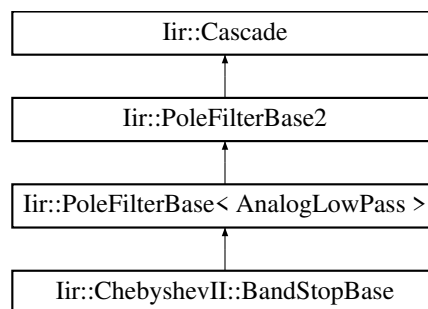 Iir::Cascade
Iir::PoleFilterBase2
Iir::PoleFilterBase< AnalogLowPass >
Iir::ChebyshevII::BandStopBase